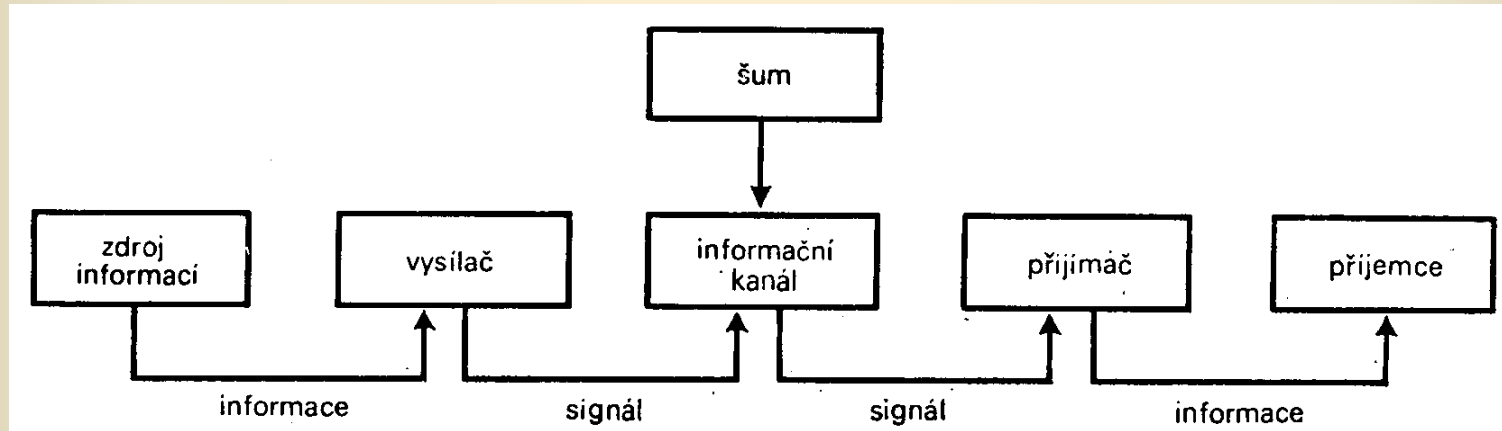 šum
zdroj
informací
vysílač
informační
kanál
přijímač
příjemce
informace
signál
signál
informace